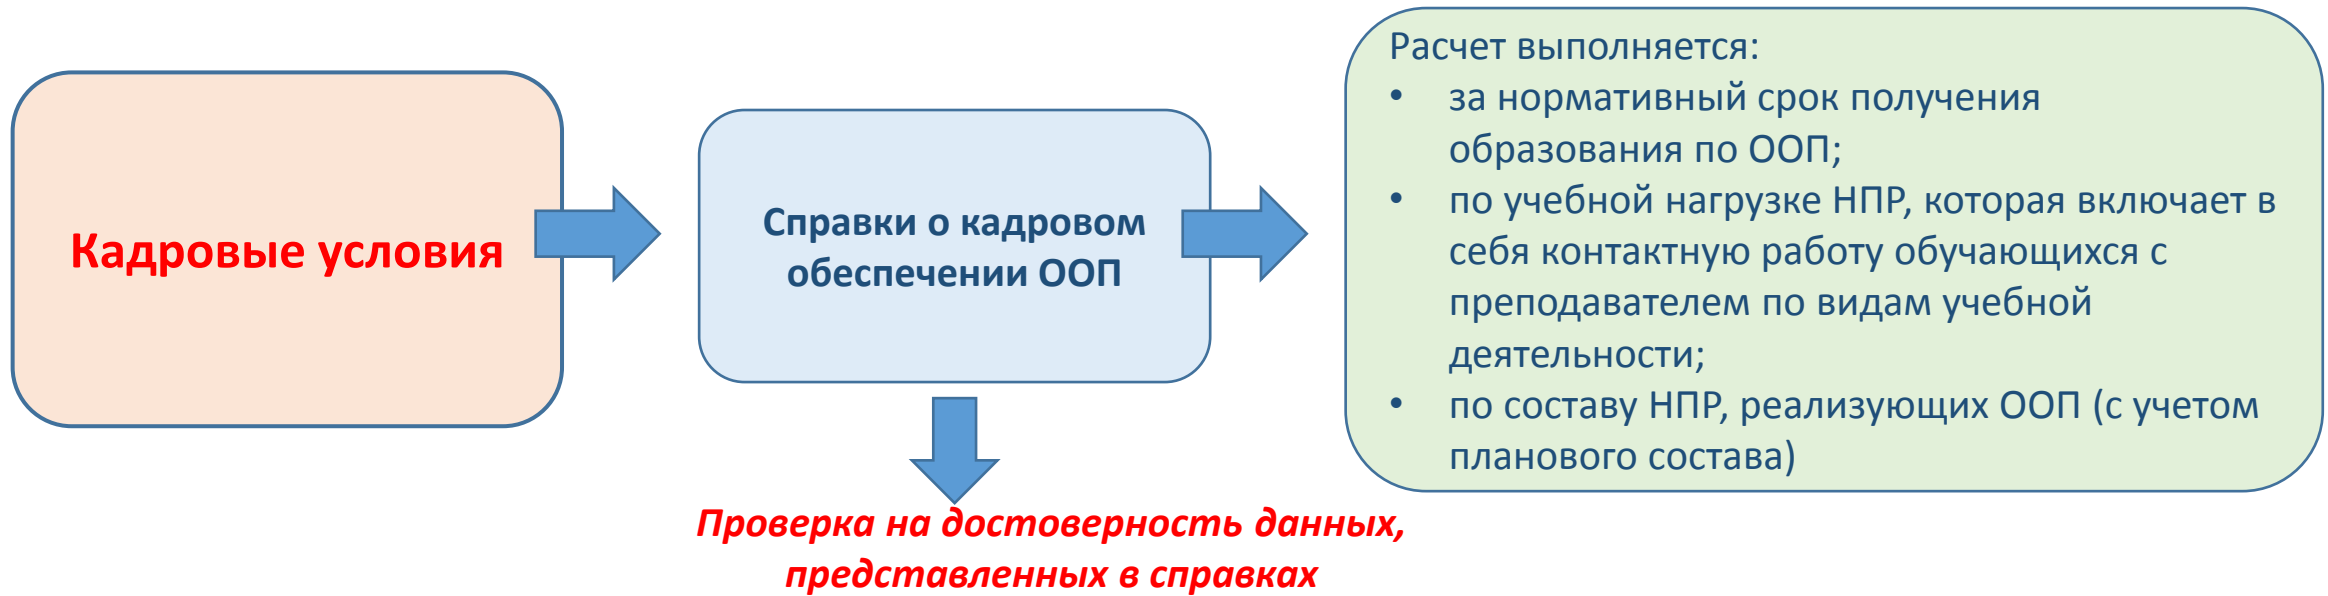 Кадровые условия
Справки о кадровом
обеспечении ООП
Проверка на достоверность данных,
представленных в справках
Расчет выполняется:
• за нормативный срок получения
образования по ООП;
• по учебной нагрузке НПР, которая включает в
себя контактную работу обучающихся с
преподавателем по видам учебной
деятельности;
• по составу НПР, реализующих ООП (с учетом
планового состава)